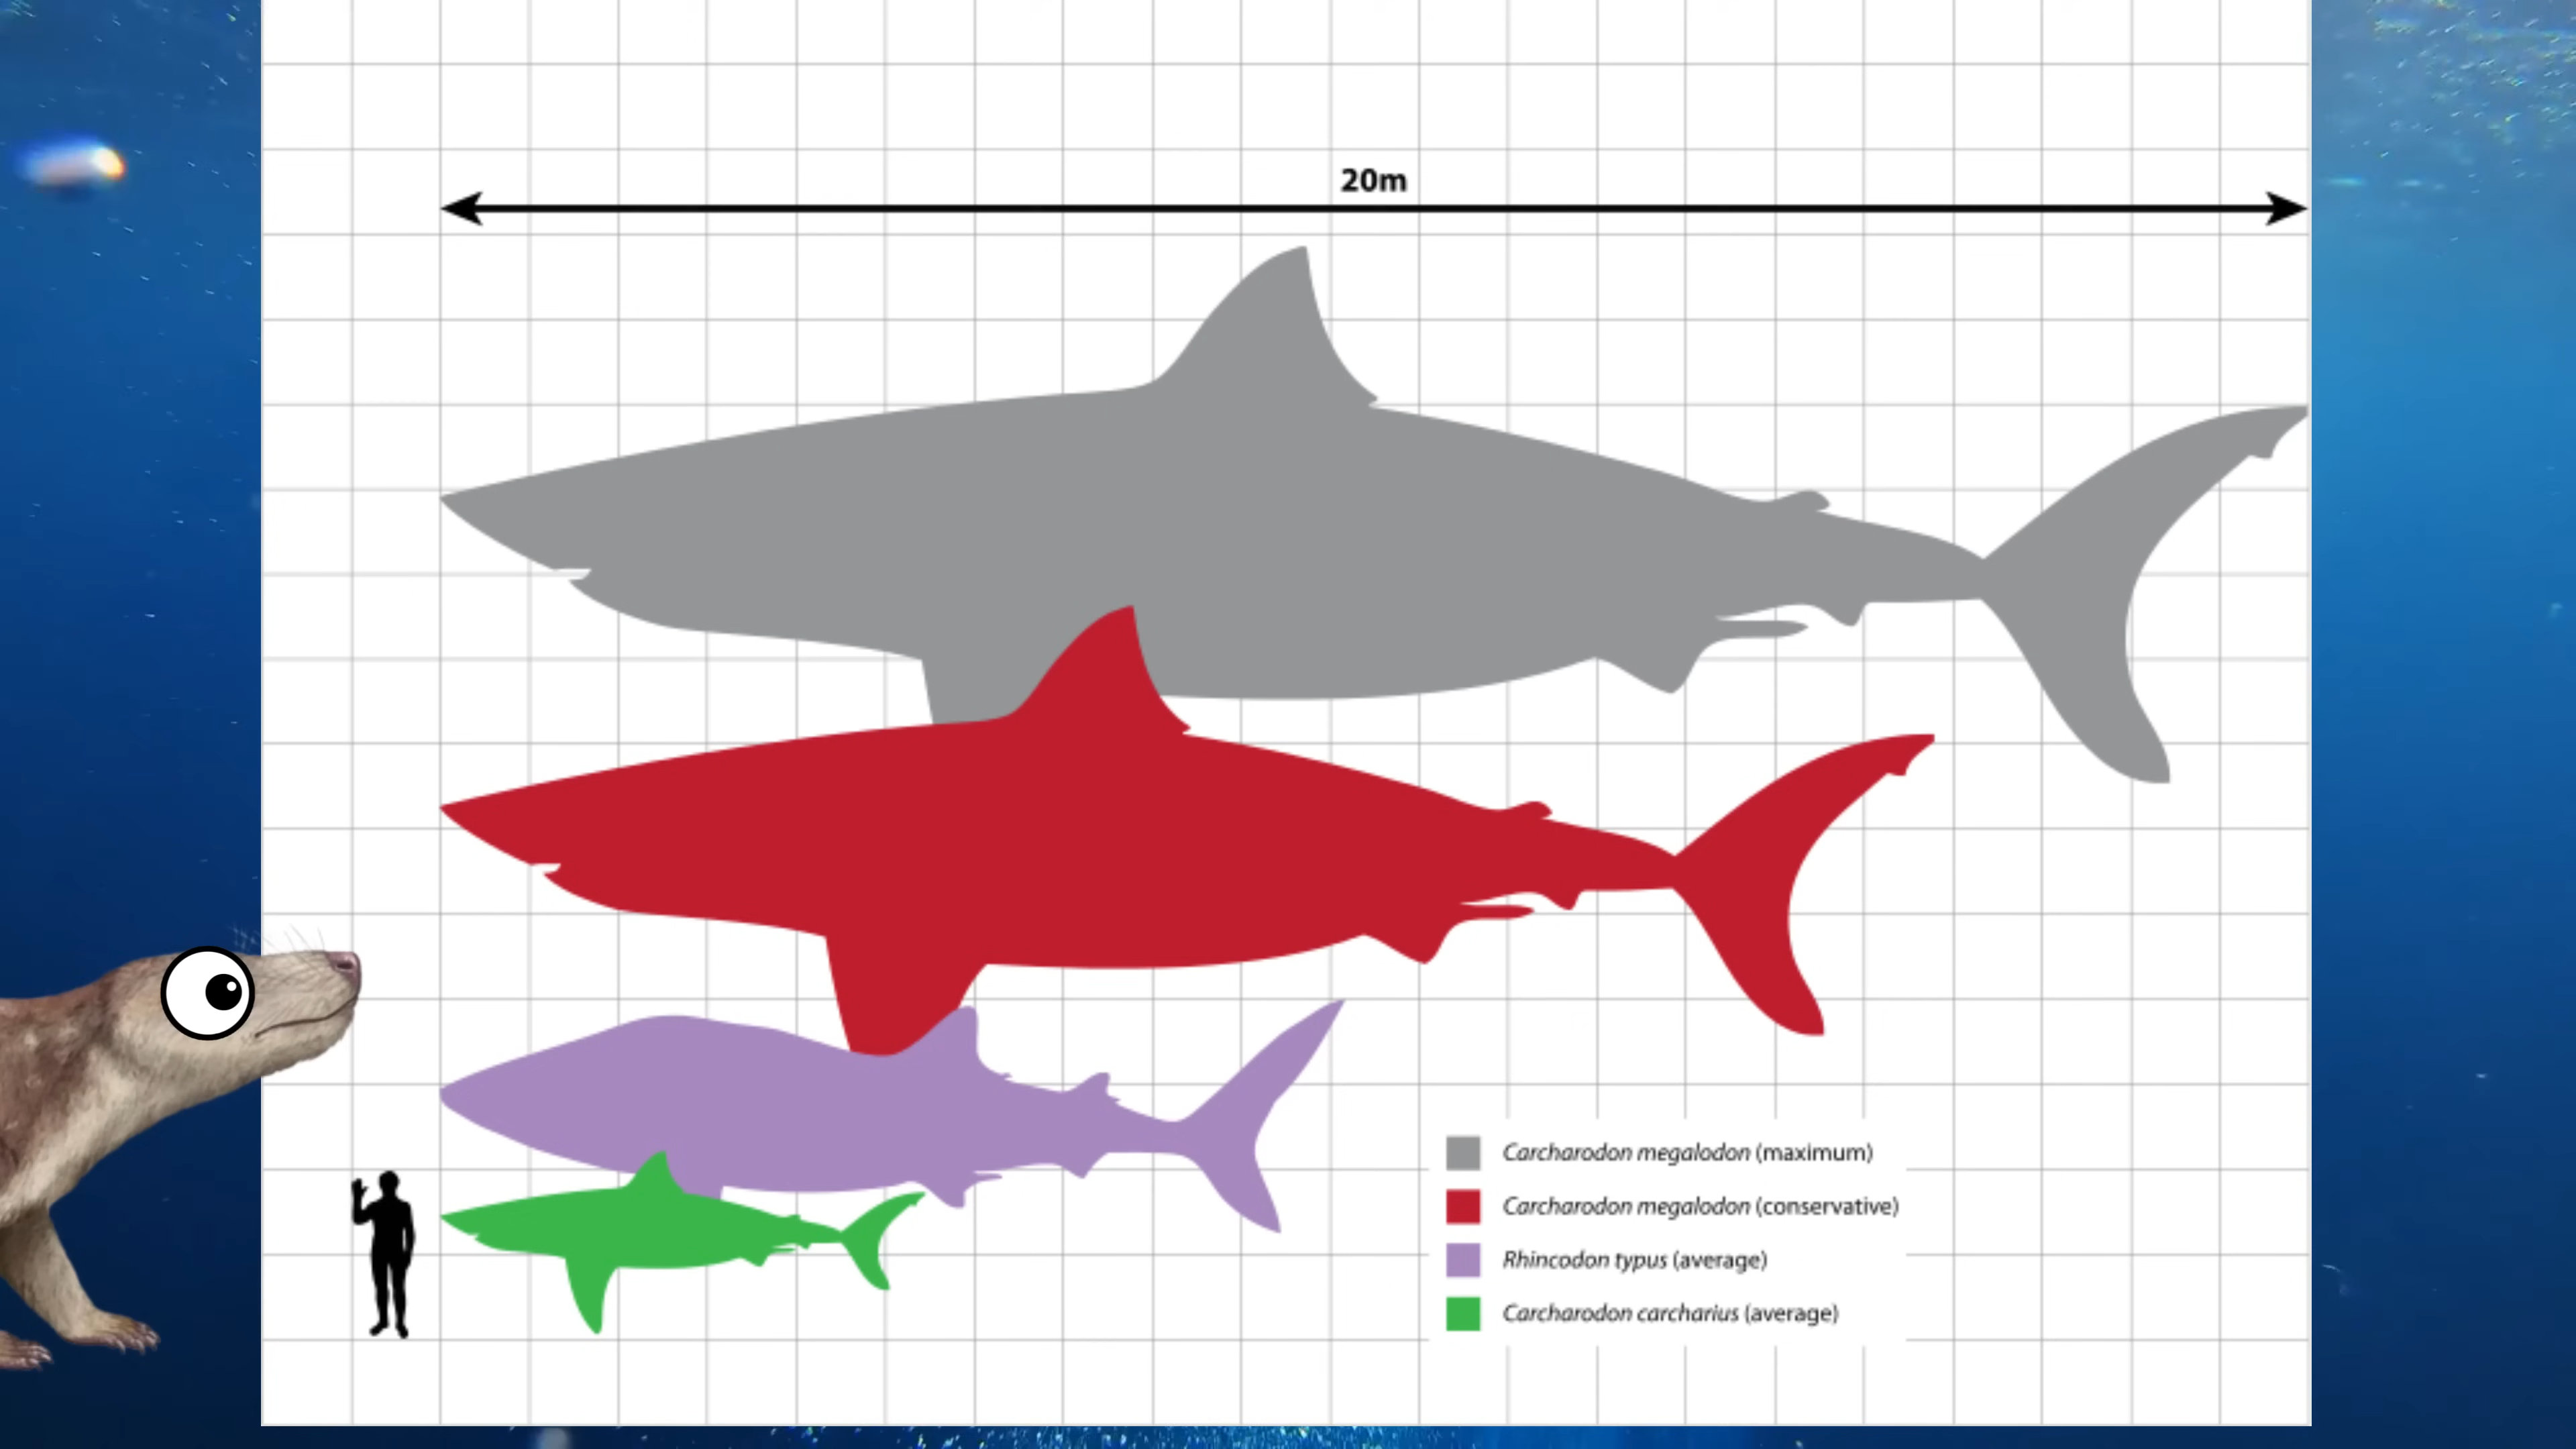 20m
Carcharodon megalodon (maximum)
Carcharodon megalodon (conservative)
Rhincodon typus (average)
Carcharodon carcharius (average)